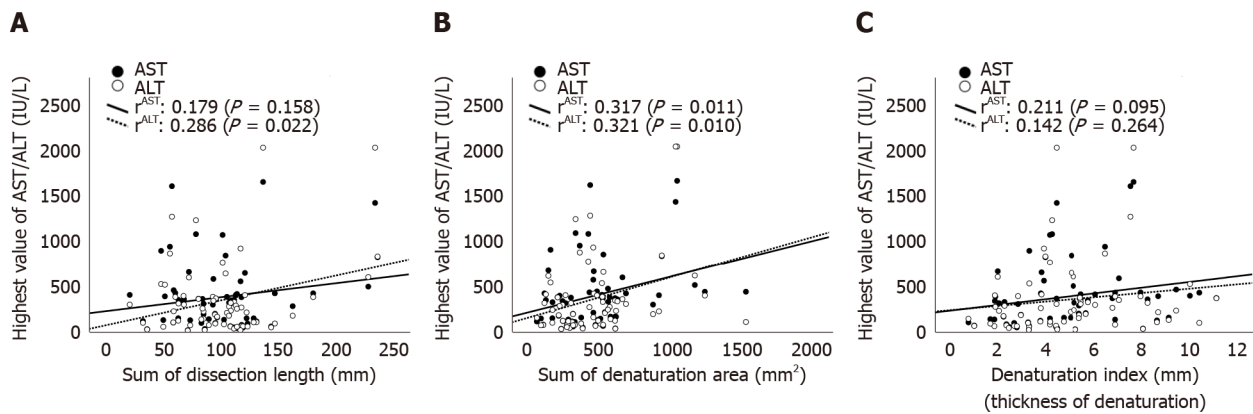 A
AST
ALT
r^AST: 0.179 (P = 0.158)
r^ALT: 0.286 (P = 0.022)
Highest value of AST/ALT (IU/L)
2500
2000
1500
1000
500
0
0 50 100 150 200 250
Sum of dissection length (mm)
B
AST
ALT
r^AST: 0.317 (P = 0.011)
r^ALT: 0.321 (P = 0.010)
Highest value of AST/ALT (IU/L)
2500
2000
1500
1000
500
0
0 500 1000 1500 2000
Sum of denaturation area (mm²)
C
AST
ALT
r^AST: 0.211 (P = 0.095)
r^ALT: 0.142 (P = 0.264)
Highest value of AST/ALT (IU/L)
2500
2000
1500
1000
500
0
0 2 4 6 8 10 12
Denaturation index (mm)
(thickness of denaturation)